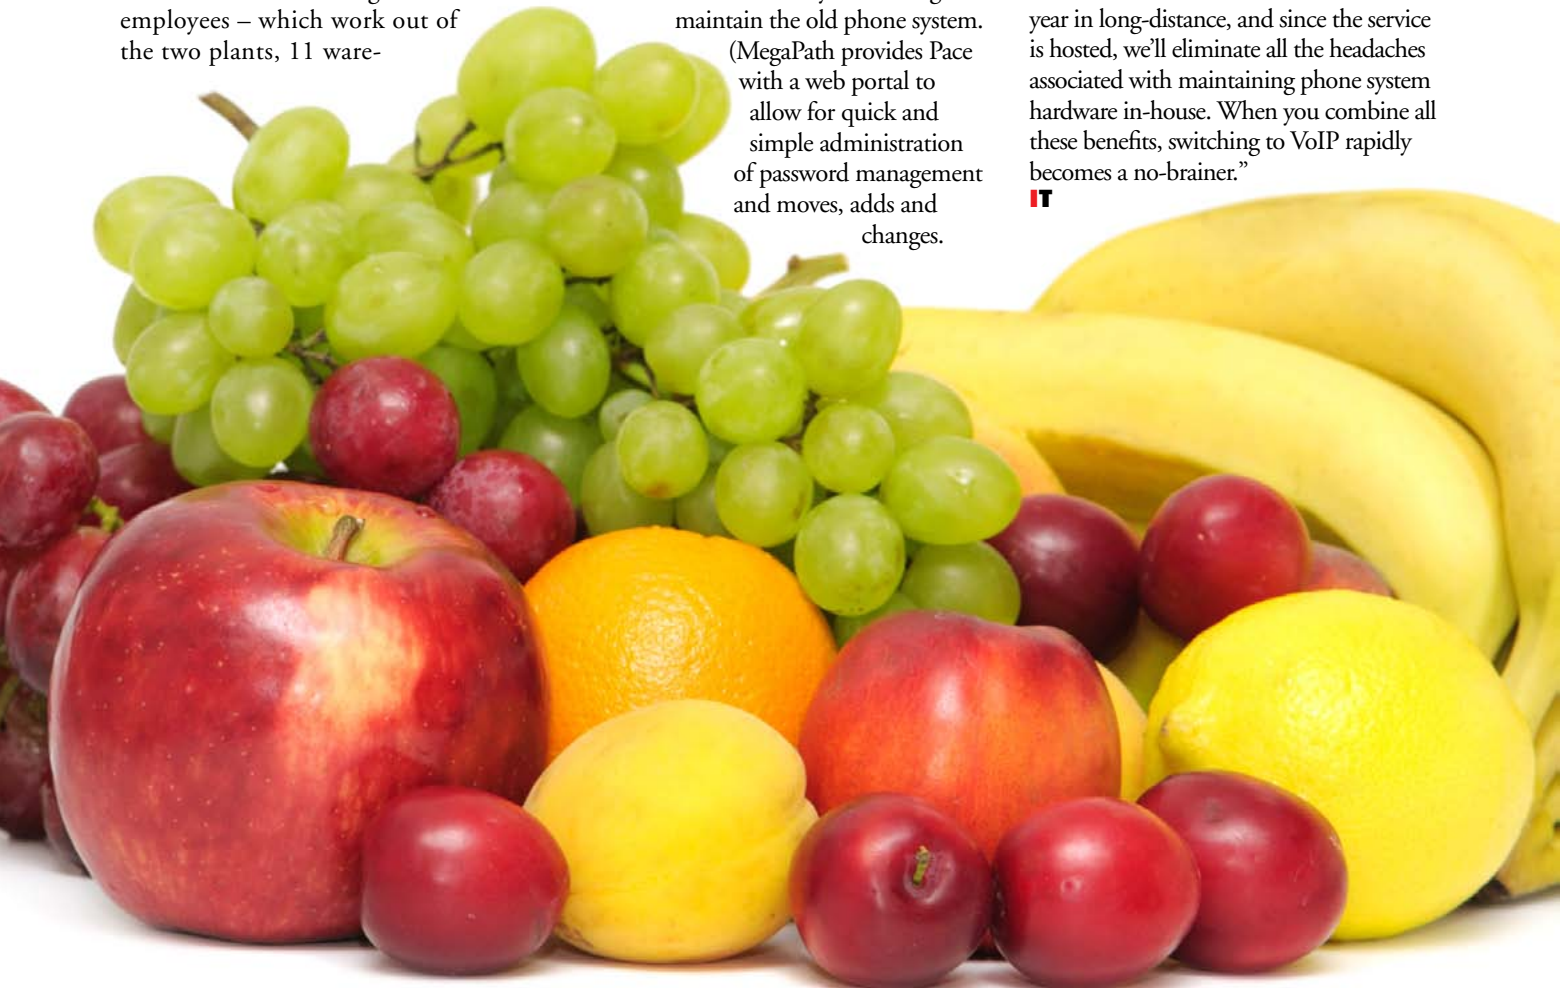 employees – which work out of
the two plants, 11 ware-
maintain the old phone system.
(MegaPath provides Pace
with a web portal to
allow for quick and
simple administration
of password management
and moves, adds and
changes.
year in long-distance, and since the service
is hosted, we’ll eliminate all the headaches
associated with maintaining phone system
hardware in-house. When you combine all
these benefits, switching to VoIP rapidly
becomes a no-brainer.”
IT